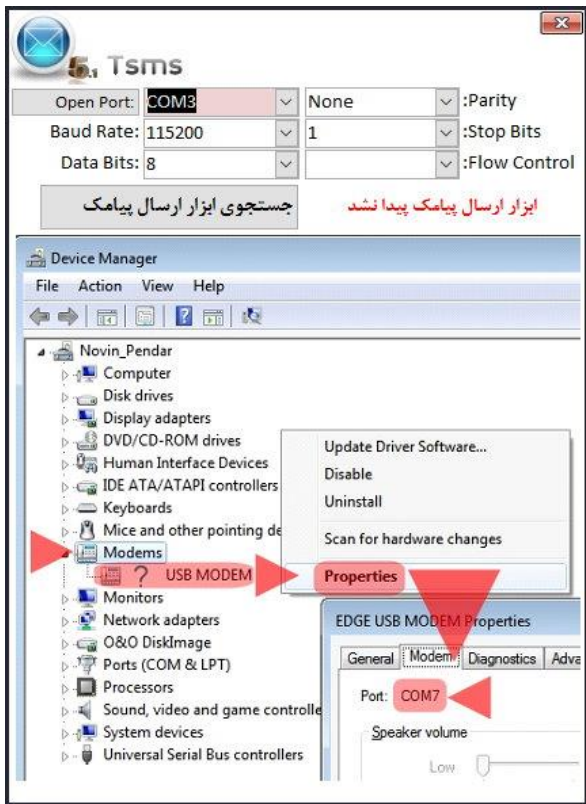 5.1 Tsms
Open Port: COM3 None :Parity
Baud Rate: 115200 1 :Stop Bits
Data Bits: 8 :Flow Control
جستجوی ابزار ارسال پیامک ابزار ارسال پیامک پیدا نشد
Device Manager
File Action View Help
Novin_Pendar
Computer
Disk drives
Display adapters
DVD/CD-ROM drives
Human Interface Devices
IDE ATA/ATAPI controllers
Keyboards
Mice and other pointing de
Modems
? USB MODEM
Monitors
Network adapters
O&O DiskImage
Ports (COM & LPT)
Processors
Sound, video and game controlle
System devices
Universal Serial Bus controllers
Update Driver Software...
Disable
Uninstall
Scan for hardware changes
Properties
EDGE USB MODEM Properties
General Modem Diagnostics Adva
Port: COM7
Speaker volume
Low